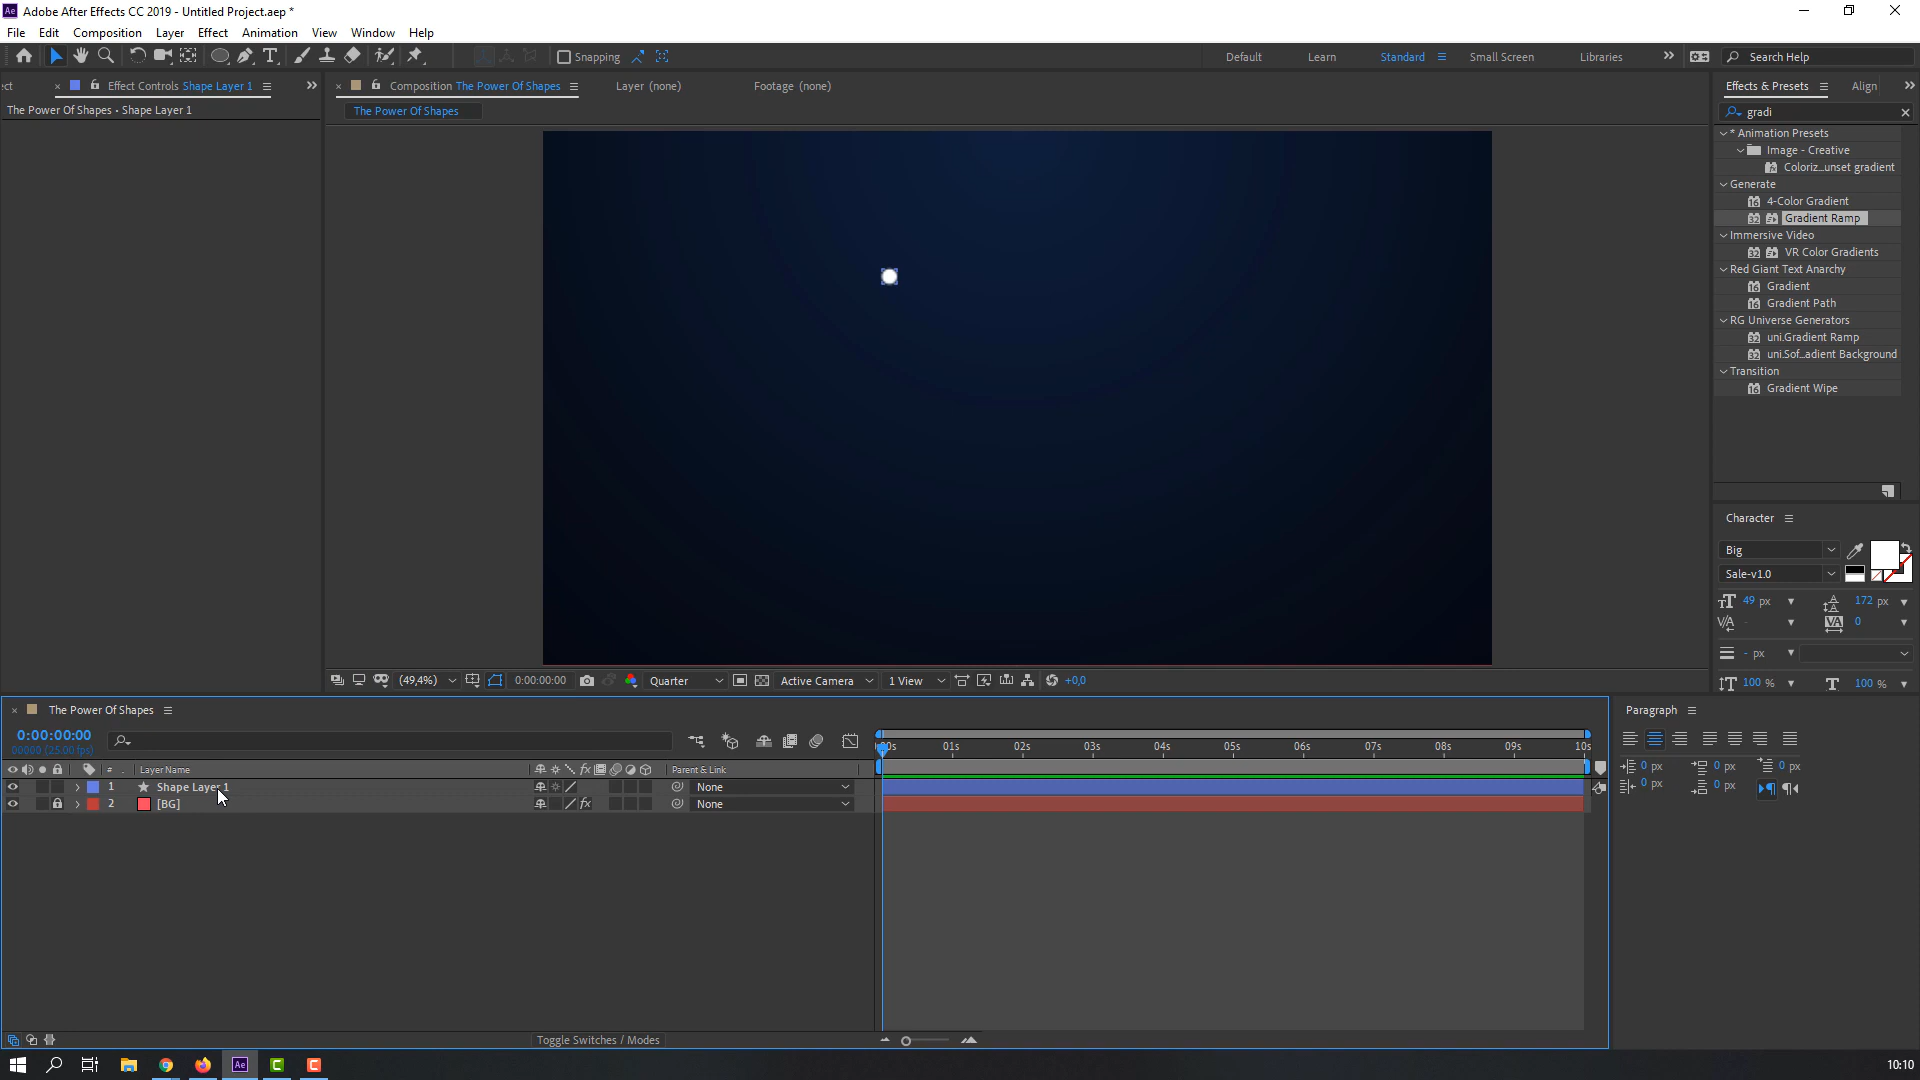 Adobe After Effects CC 2019 - Untitled Project.aep *
File Edit Composition Layer Effect Animation View Window Help
Snapping Default Learn Standard Small Screen Libraries Search Help
ect Effect Controls Shape Layer 1
The Power Of Shapes • Shape Layer 1
Composition The Power Of Shapes Layer (none) Footage (none)
The Power Of Shapes
Effects & Presets Align
gradi
* Animation Presets
Image - Creative
Coloriz...unset gradient
Generate
4-Color Gradient
Gradient Ramp
Immersive Video
VR Color Gradients
Red Giant Text Anarchy
Gradient
Gradient Path
RG Universe Generators
uni.Gradient Ramp
uni.Sof...adient Background
Transition
Gradient Wipe
Character
Big
Sale-v1.0
49 px 172 px
- 0
- px
100 % 100 %
(49,4%) 0:00:00:00 Quarter Active Camera 1 View +0,0
The Power Of Shapes
0:00:00:00
00000 (25.00 fps)
00s 01s 02s 03s 04s 05s 06s 07s 08s 09s 10s
# Layer Name fx Parent & Link
1 Shape Layer 1 None
2 [BG] fx None
Toggle Switches / Modes
Paragraph
0 px 0 px 0 px
0 px 0 px
10:10